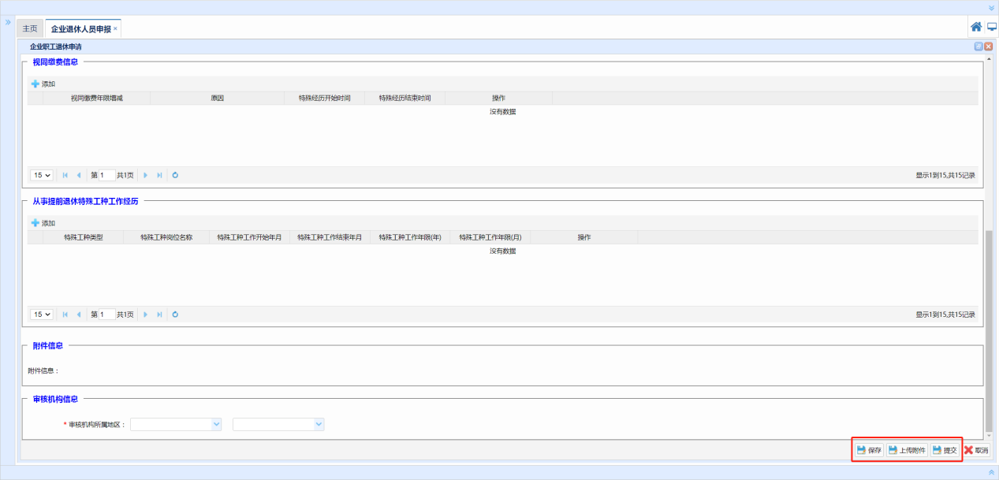 主页 企业退休人员申报 ×
企业职工退休申请
视同缴费信息
添加
视同缴费年限增减 原因 特殊经历开始时间 特殊经历结束时间 操作
没有数据
15 第 1 共1页 显示1到15,共15记录
从事提前退休特殊工种工作经历
添加
特殊工种类型 特殊工种岗位名称 特殊工种工作开始年月 特殊工种工作结束年月 特殊工种工作年限(年) 特殊工种工作年限(月) 操作
没有数据
15 第 1 共1页 显示1到15,共15记录
附件信息
附件信息：
审核机构信息
* 审核机构所属地区：
保存 上传附件 提交 取消